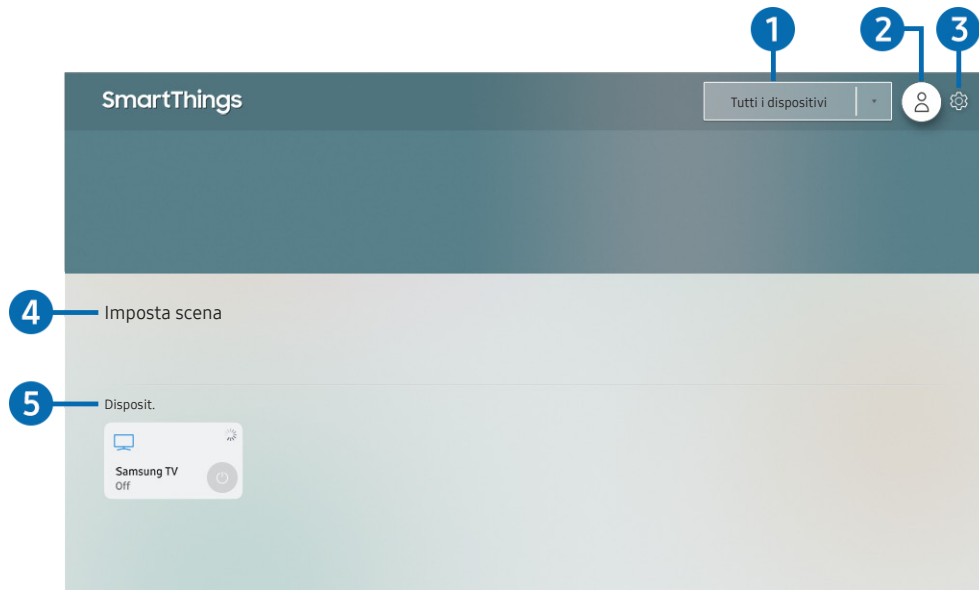 1
2
3
SmartThings
Tutti i dispositivi
4
Imposta scena
5
Disposit.
Samsung TV
Off